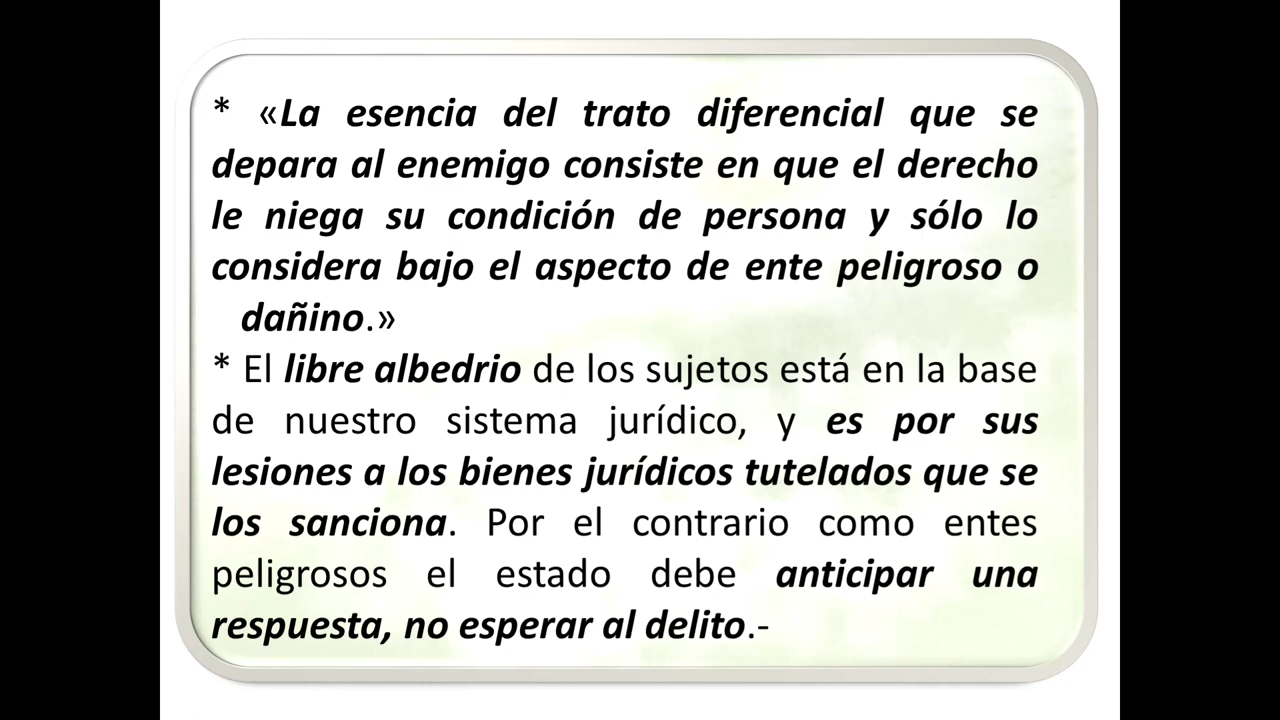 * «La esencia del trato diferencial que se
depara al enemigo consiste en que el derecho
le niega su condición de persona y sólo lo
considera bajo el aspecto de ente peligroso o
dañino.»
* El libre albedrio de los sujetos está en la base
de nuestro sistema jurídico, y es por sus
lesiones a los bienes jurídicos tutelados que se
los sanciona. Por el contrario como entes
peligrosos el estado debe anticipar una
respuesta, no esperar al delito.-